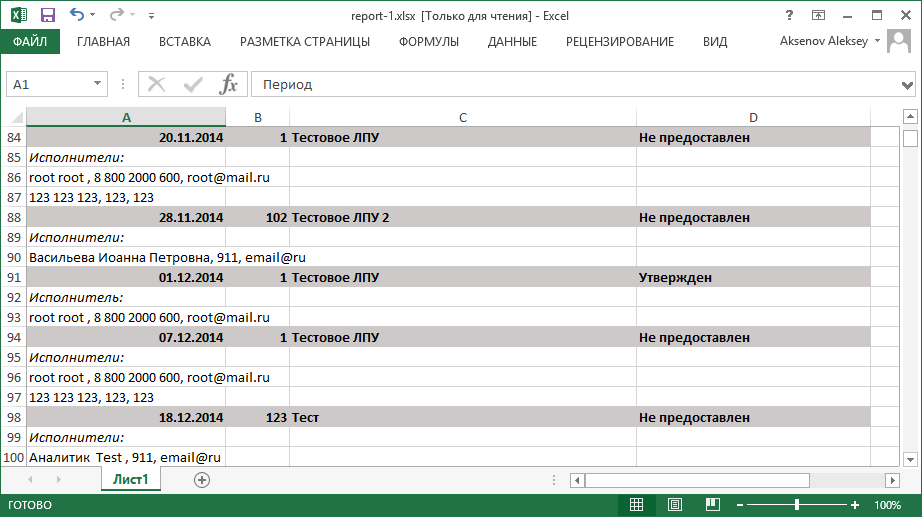 report-1.xlsx [Только для чтения] - Excel
ФАЙЛ ГЛАВНАЯ ВСТАВКА РАЗМЕТКА СТРАНИЦЫ ФОРМУЛЫ ДАННЫЕ РЕЦЕНЗИРОВАНИЕ ВИД Aksenov Aleksey
A1 fx Период
A B C D
84 20.11.2014 1 Тестовое ЛПУ Не предоставлен
85 Исполнители:
86 root root , 8 800 2000 600, root@mail.ru
87 123 123 123, 123, 123
88 28.11.2014 102 Тестовое ЛПУ 2 Не предоставлен
89 Исполнители:
90 Васильева Иоанна Петровна, 911, email@ru
91 01.12.2014 1 Тестовое ЛПУ Утвержден
92 Исполнитель:
93 root root , 8 800 2000 600, root@mail.ru
94 07.12.2014 1 Тестовое ЛПУ Не предоставлен
95 Исполнители:
96 root root , 8 800 2000 600, root@mail.ru
97 123 123 123, 123, 123
98 18.12.2014 123 Тест Не предоставлен
99 Исполнители:
100 Аналитик Test , 911, email@ru
Лист1
ГОТОВО 100%